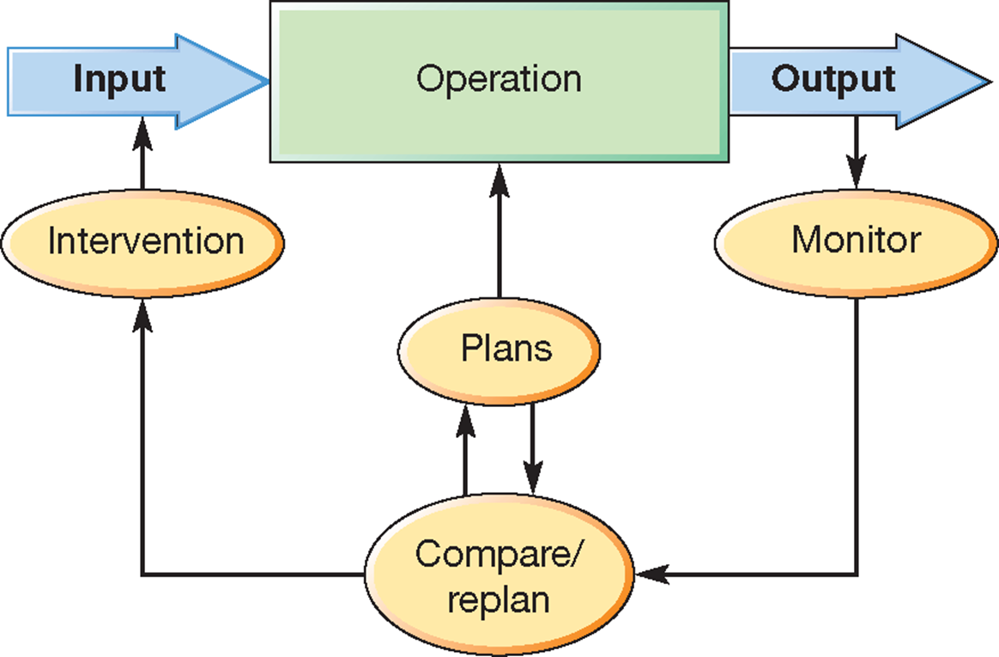 Input
Operation
Output
Intervention
Monitor
Plans
Compare/
replan